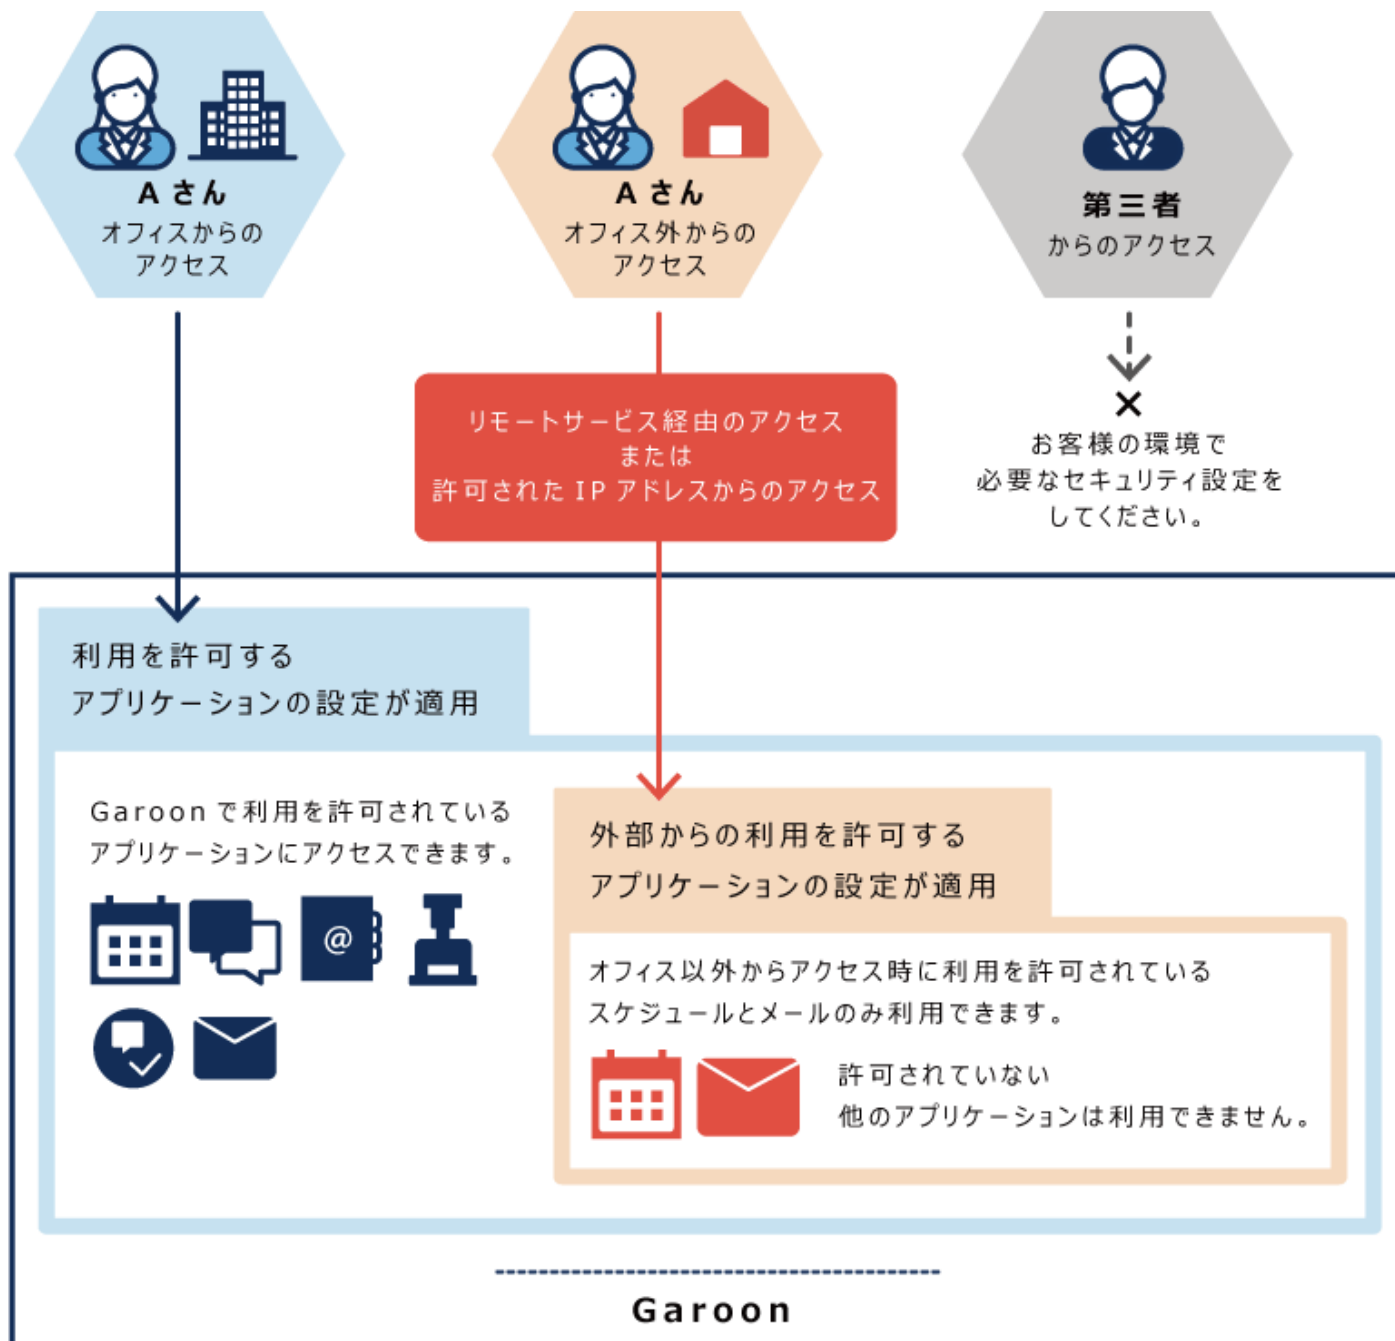 A さん
オフィスからの
アクセス
A さん
オフィス外からの
アクセス
第三者
からのアクセス
リモートサービス経由のアクセス
または
許可された IP アドレスからのアクセス
×
お客様の環境で
必要なセキュリティ設定を
してください。
利用を許可する
アプリケーションの設定が適用
Garoon で利用を許可されている
アプリケーションにアクセスできます。
@
外部からの利用を許可する
アプリケーションの設定が適用
オフィス以外からアクセス時に利用を許可されている
スケジュールとメールのみ利用できます。
許可されていない
他のアプリケーションは利用できません。
Garoon